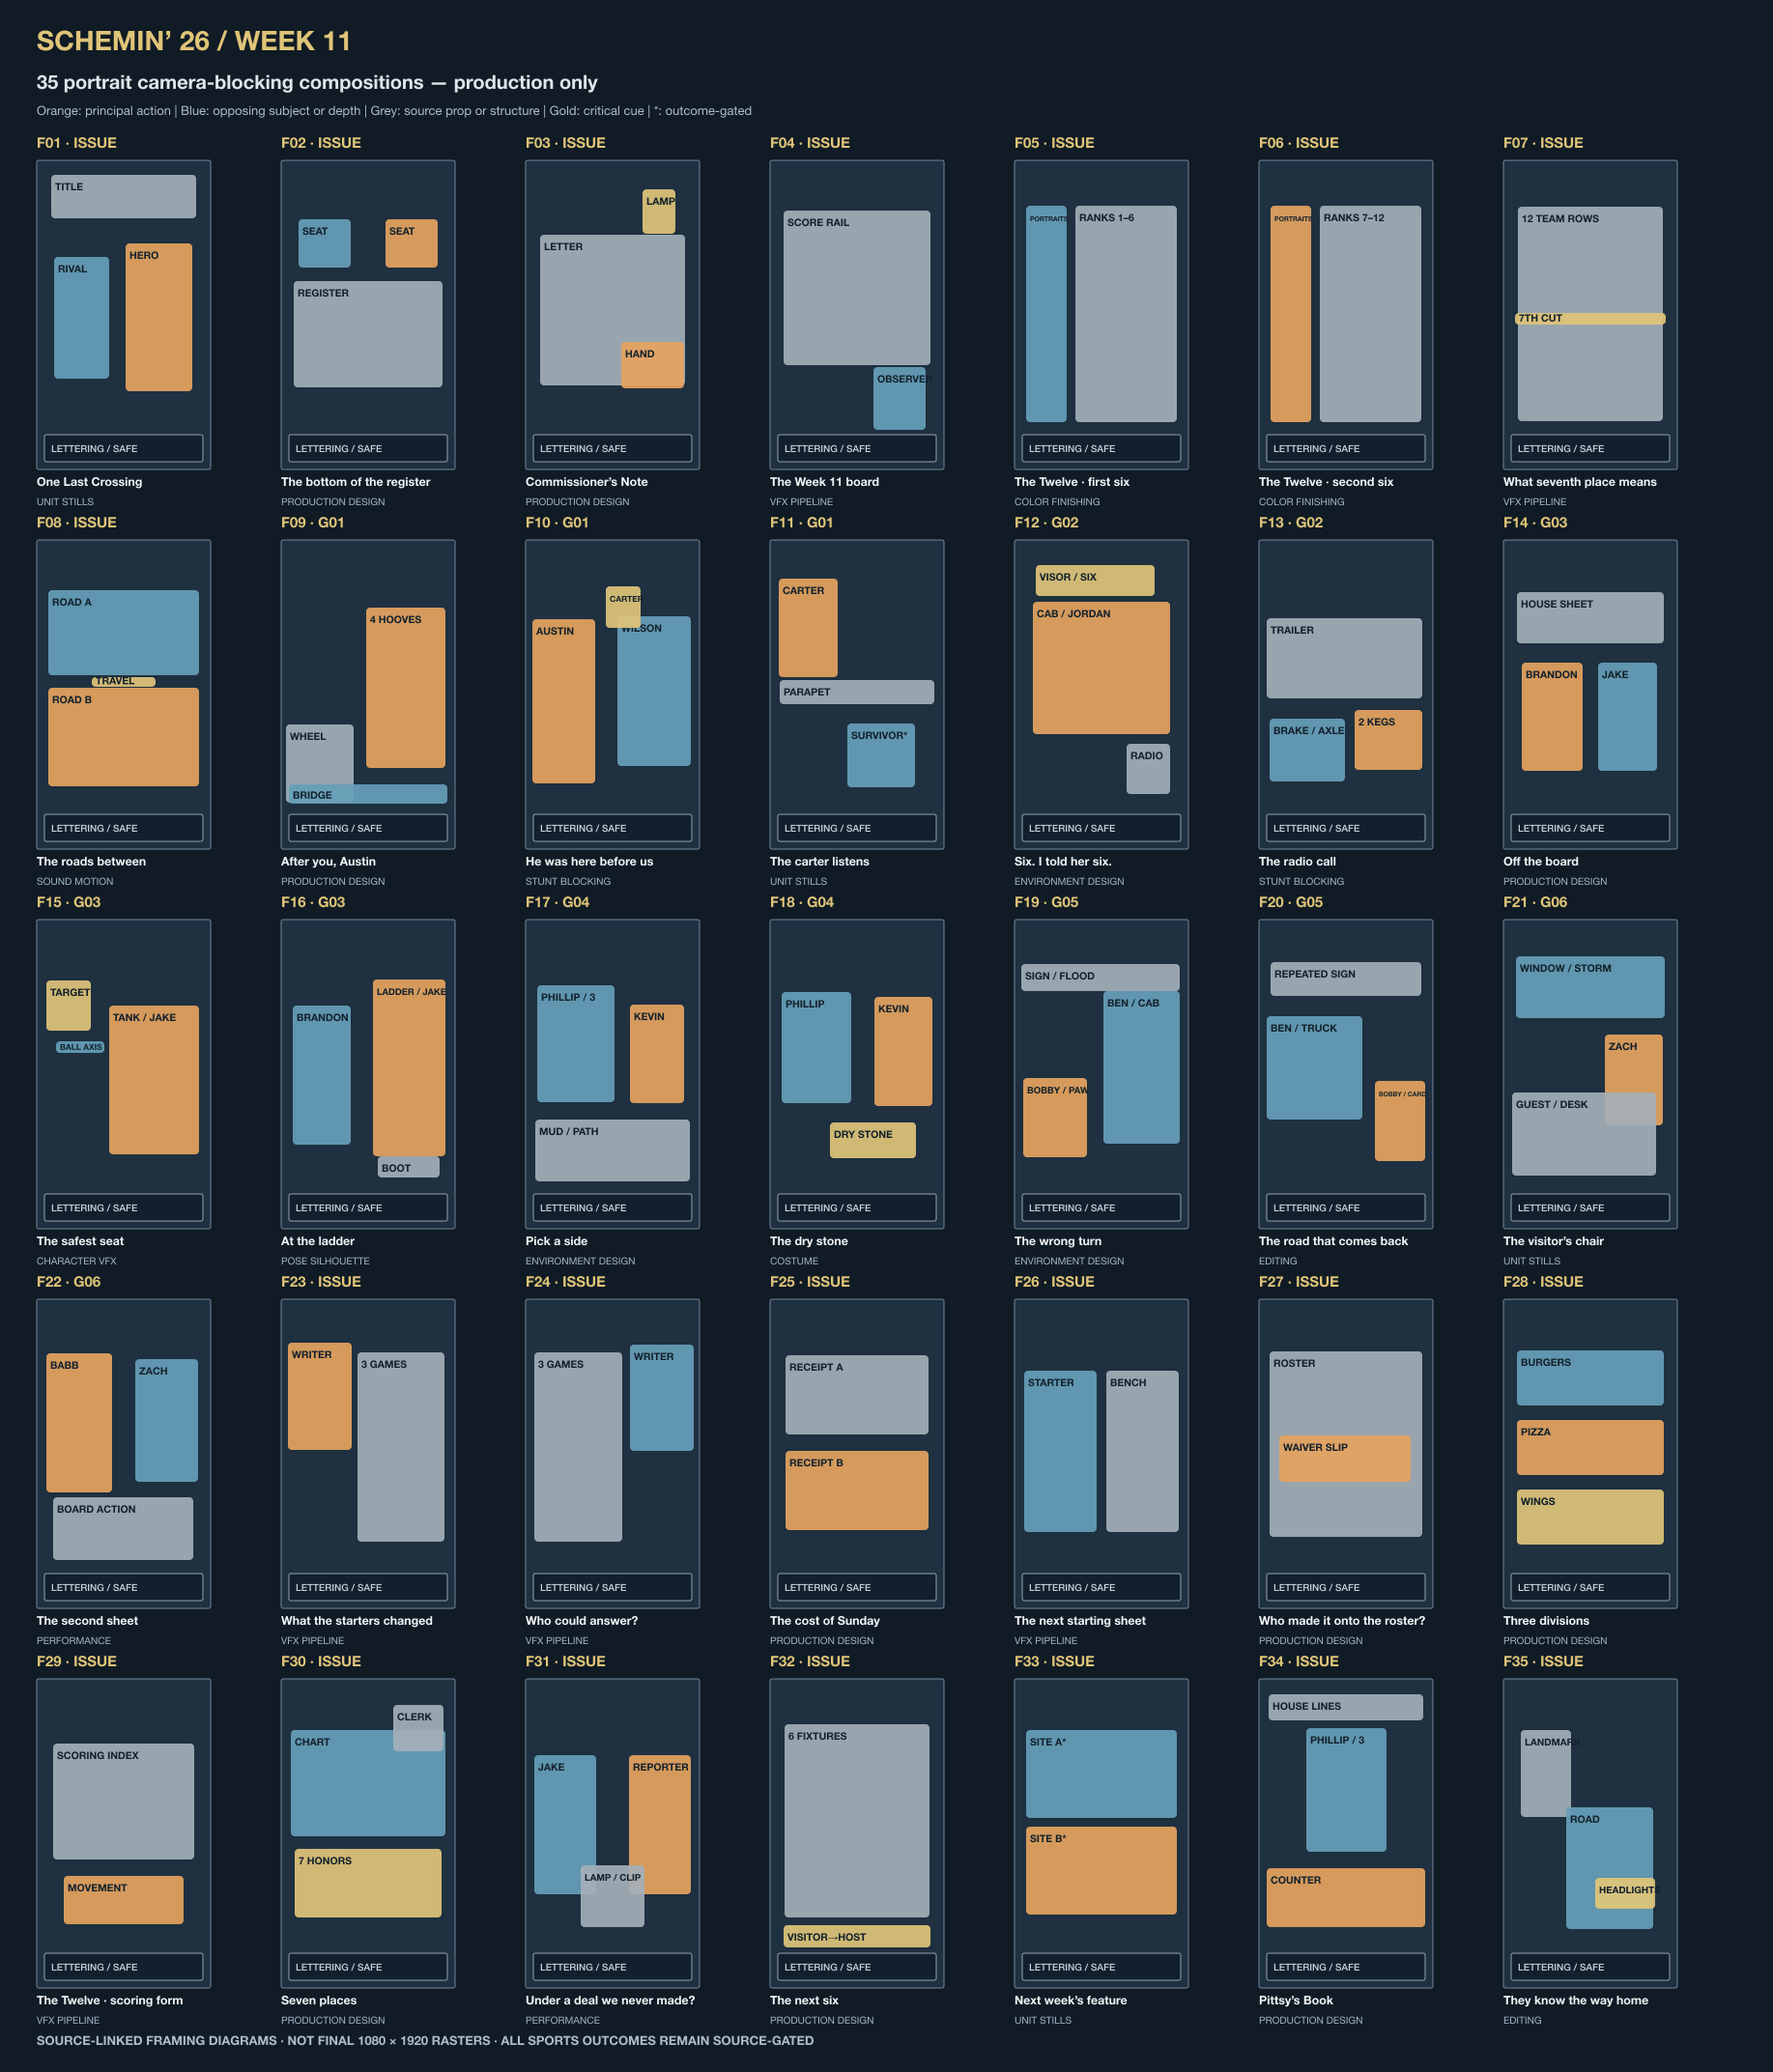 SCHEMIN’ 26 / WEEK 11
35 portrait camera-blocking compositions — production only
Orange: principal action | Blue: opposing subject or depth | Grey: source prop or structure | Gold: critical cue | *: outcome-gated
F01 · ISSUE
TITLE
RIVAL
HERO
LETTERING / SAFE
One Last Crossing
UNIT STILLS
F02 · ISSUE
SEAT
SEAT
REGISTER
LETTERING / SAFE
The bottom of the register
PRODUCTION DESIGN
F03 · ISSUE
LAMP
LETTER
HAND
LETTERING / SAFE
Commissioner’s Note
PRODUCTION DESIGN
F04 · ISSUE
SCORE RAIL
OBSERVER
LETTERING / SAFE
The Week 11 board
VFX PIPELINE
F05 · ISSUE
PORTRAITS
RANKS 1–6
LETTERING / SAFE
The Twelve · first six
COLOR FINISHING
F06 · ISSUE
PORTRAITS
RANKS 7–12
LETTERING / SAFE
The Twelve · second six
COLOR FINISHING
F07 · ISSUE
12 TEAM ROWS
7TH CUT
LETTERING / SAFE
What seventh place means
VFX PIPELINE
F08 · ISSUE
ROAD A
TRAVEL
ROAD B
LETTERING / SAFE
The roads between
SOUND MOTION
F09 · G01
4 HOOVES
WHEEL
BRIDGE
LETTERING / SAFE
After you, Austin
PRODUCTION DESIGN
F10 · G01
CARTER
AUSTIN
WILSON
LETTERING / SAFE
He was here before us
STUNT BLOCKING
F11 · G01
CARTER
PARAPET
SURVIVOR*
LETTERING / SAFE
The carter listens
UNIT STILLS
F12 · G02
VISOR / SIX
CAB / JORDAN
RADIO
LETTERING / SAFE
Six. I told her six.
ENVIRONMENT DESIGN
F13 · G02
TRAILER
BRAKE / AXLE
2 KEGS
LETTERING / SAFE
The radio call
STUNT BLOCKING
F14 · G03
HOUSE SHEET
BRANDON
JAKE
LETTERING / SAFE
Off the board
PRODUCTION DESIGN
F15 · G03
TARGET
TANK / JAKE
BALL AXIS
LETTERING / SAFE
The safest seat
CHARACTER VFX
F16 · G03
LADDER / JAKE
BRANDON
BOOT
LETTERING / SAFE
At the ladder
POSE SILHOUETTE
F17 · G04
PHILLIP / 3
KEVIN
MUD / PATH
LETTERING / SAFE
Pick a side
ENVIRONMENT DESIGN
F18 · G04
PHILLIP
KEVIN
DRY STONE
LETTERING / SAFE
The dry stone
COSTUME
F19 · G05
SIGN / FLOOD
BEN / CAB
BOBBY / PAW
LETTERING / SAFE
The wrong turn
ENVIRONMENT DESIGN
F20 · G05
REPEATED SIGN
BEN / TRUCK
BOBBY / CARD
LETTERING / SAFE
The road that comes back
EDITING
F21 · G06
WINDOW / STORM
ZACH
GUEST / DESK
LETTERING / SAFE
The visitor’s chair
UNIT STILLS
F22 · G06
BABB
ZACH
BOARD ACTION
LETTERING / SAFE
The second sheet
PERFORMANCE
F23 · ISSUE
WRITER
3 GAMES
LETTERING / SAFE
What the starters changed
VFX PIPELINE
F24 · ISSUE
3 GAMES
WRITER
LETTERING / SAFE
Who could answer?
VFX PIPELINE
F25 · ISSUE
RECEIPT A
RECEIPT B
LETTERING / SAFE
The cost of Sunday
PRODUCTION DESIGN
F26 · ISSUE
STARTER
BENCH
LETTERING / SAFE
The next starting sheet
VFX PIPELINE
F27 · ISSUE
ROSTER
WAIVER SLIP
LETTERING / SAFE
Who made it onto the roster?
PRODUCTION DESIGN
F28 · ISSUE
BURGERS
PIZZA
WINGS
LETTERING / SAFE
Three divisions
PRODUCTION DESIGN
F29 · ISSUE
SCORING INDEX
MOVEMENT
LETTERING / SAFE
The Twelve · scoring form
VFX PIPELINE
F30 · ISSUE
CLERK
CHART
7 HONORS
LETTERING / SAFE
Seven places
PRODUCTION DESIGN
F31 · ISSUE
JAKE
REPORTER
LAMP / CLIP
LETTERING / SAFE
Under a deal we never made?
PERFORMANCE
F32 · ISSUE
6 FIXTURES
VISITOR→HOST
LETTERING / SAFE
The next six
PRODUCTION DESIGN
F33 · ISSUE
SITE A*
SITE B*
LETTERING / SAFE
Next week’s feature
UNIT STILLS
F34 · ISSUE
HOUSE LINES
PHILLIP / 3
COUNTER
LETTERING / SAFE
Pittsy’s Book
PRODUCTION DESIGN
F35 · ISSUE
LANDMARK
ROAD
HEADLIGHTS
LETTERING / SAFE
They know the way home
EDITING
SOURCE-LINKED FRAMING DIAGRAMS · NOT FINAL 1080 × 1920 RASTERS · ALL SPORTS OUTCOMES REMAIN SOURCE-GATED